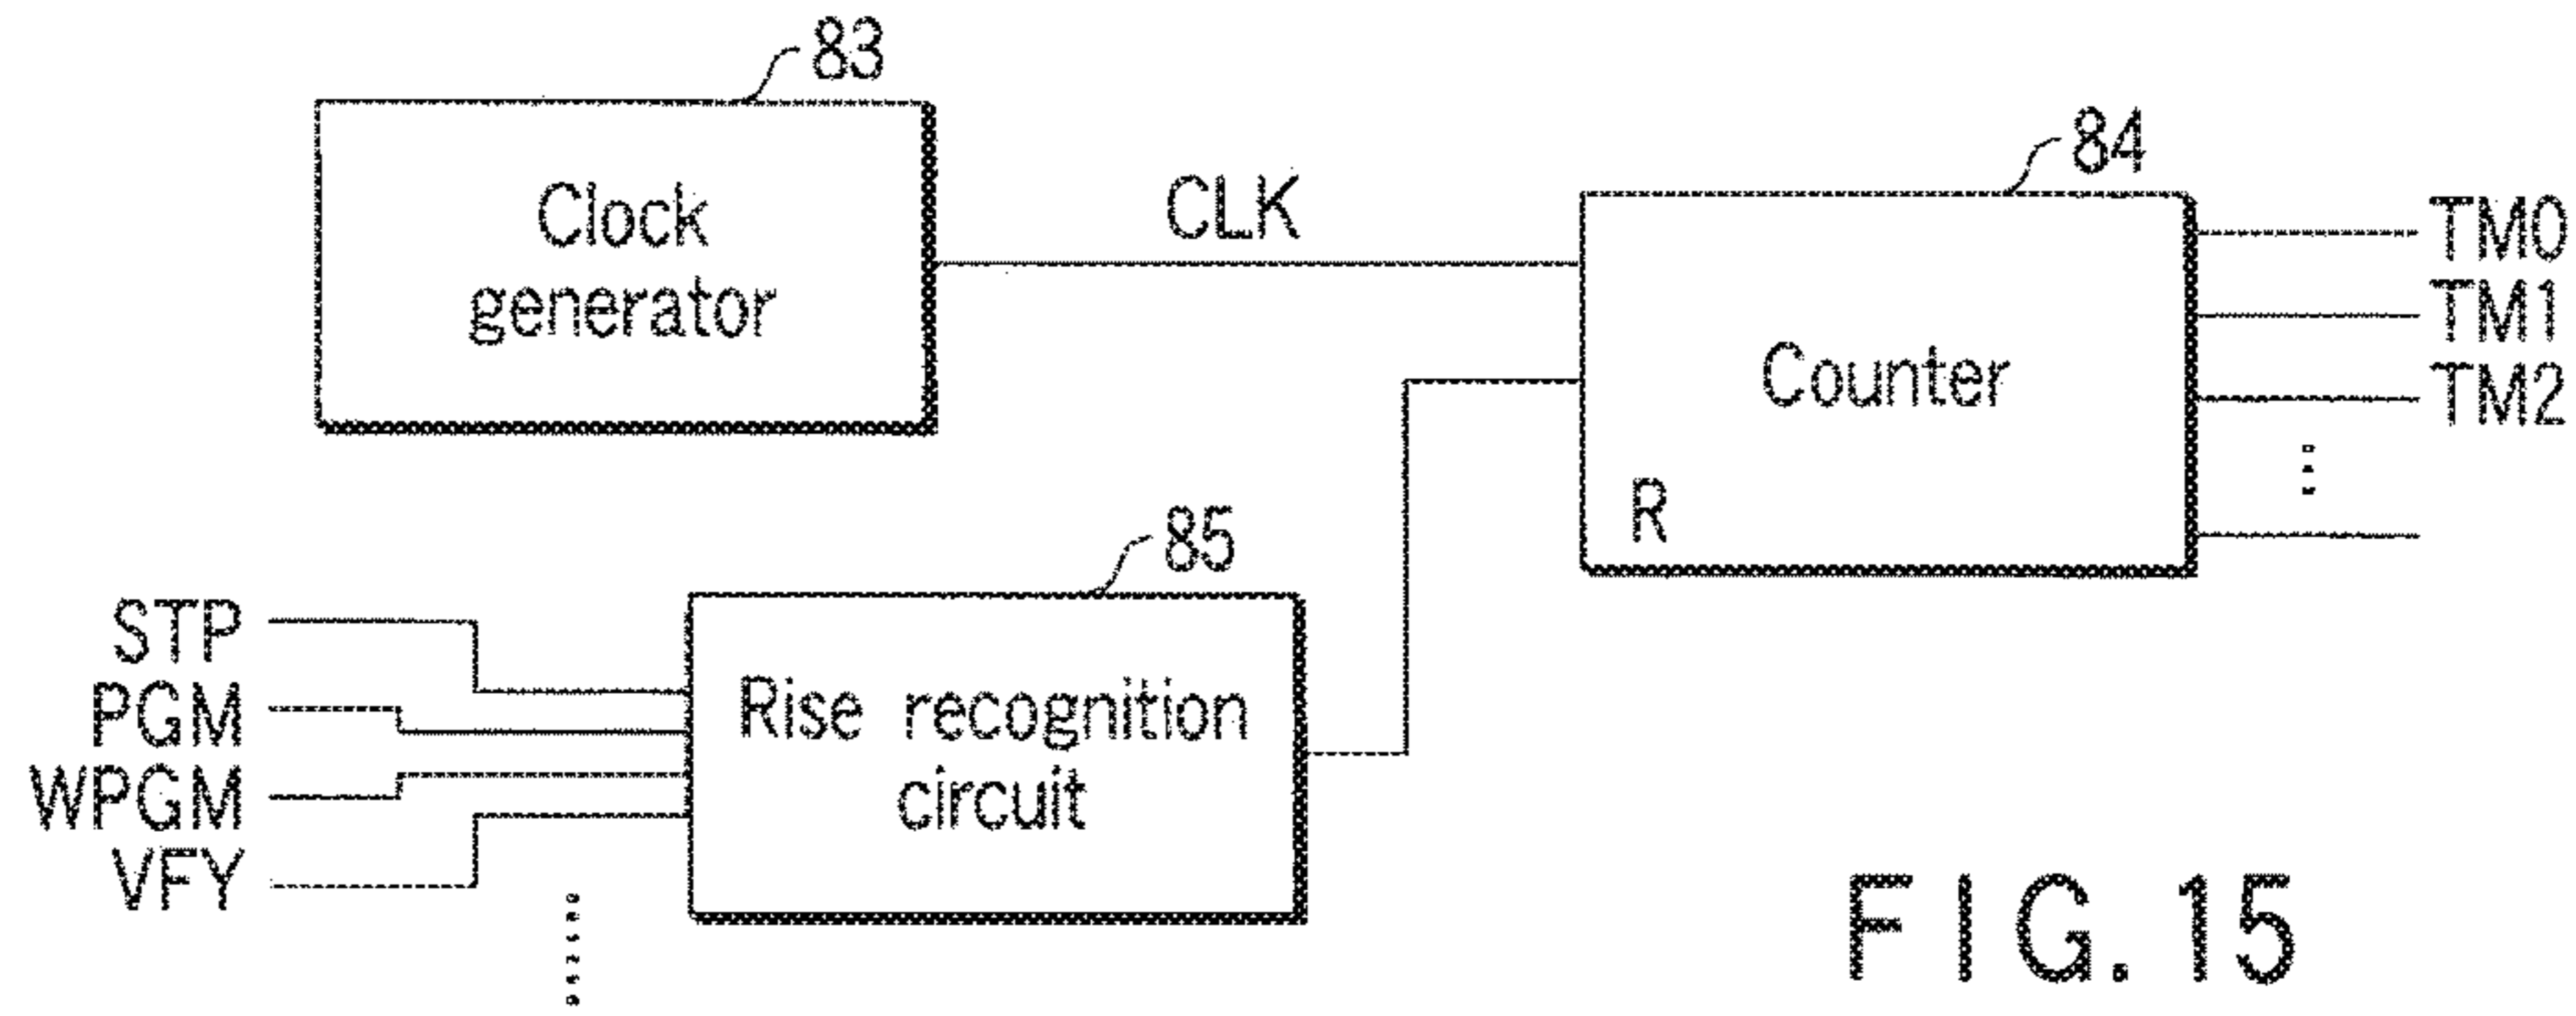 83
Clock
generator
CLK
84
Counter
R
TM0
TM1
TM2
85
Rise recognition
circuit
STP
PGM
WPGM
VFY
FIG. 15